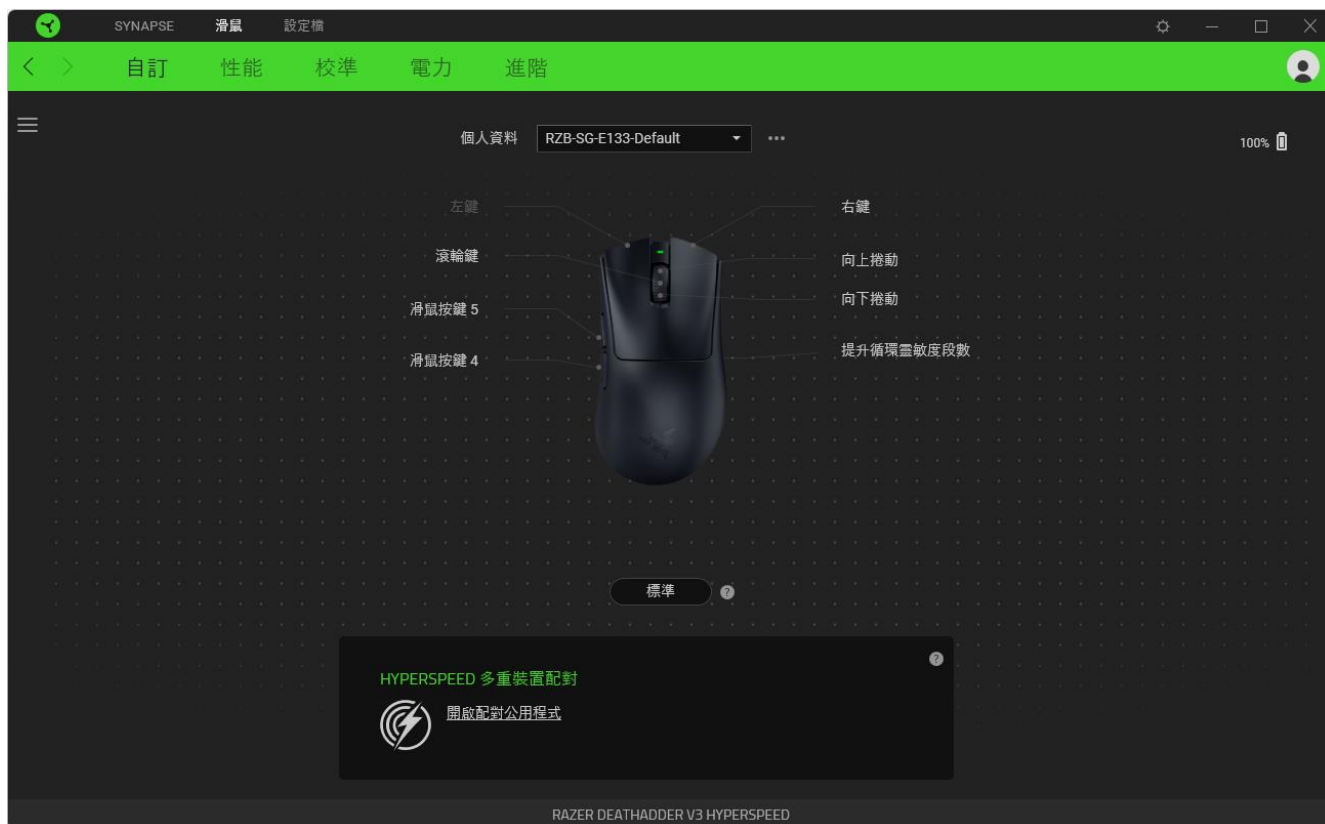 SYNAPSE 滑鼠 設定檔
自訂 性能 校準 電力 進階
個人資料 RZB-SG-E133-Default
100%
左鍵 右鍵
滾輪鍵 向上捲動
滑鼠按鍵 5 向下捲動
滑鼠按鍵 4 提升循環靈敏度段數
標準 ?
?
HYPERSPEED 多重裝置配對
開啟配對公用程式
RAZER DEATHADDER V3 HYPERSPEED